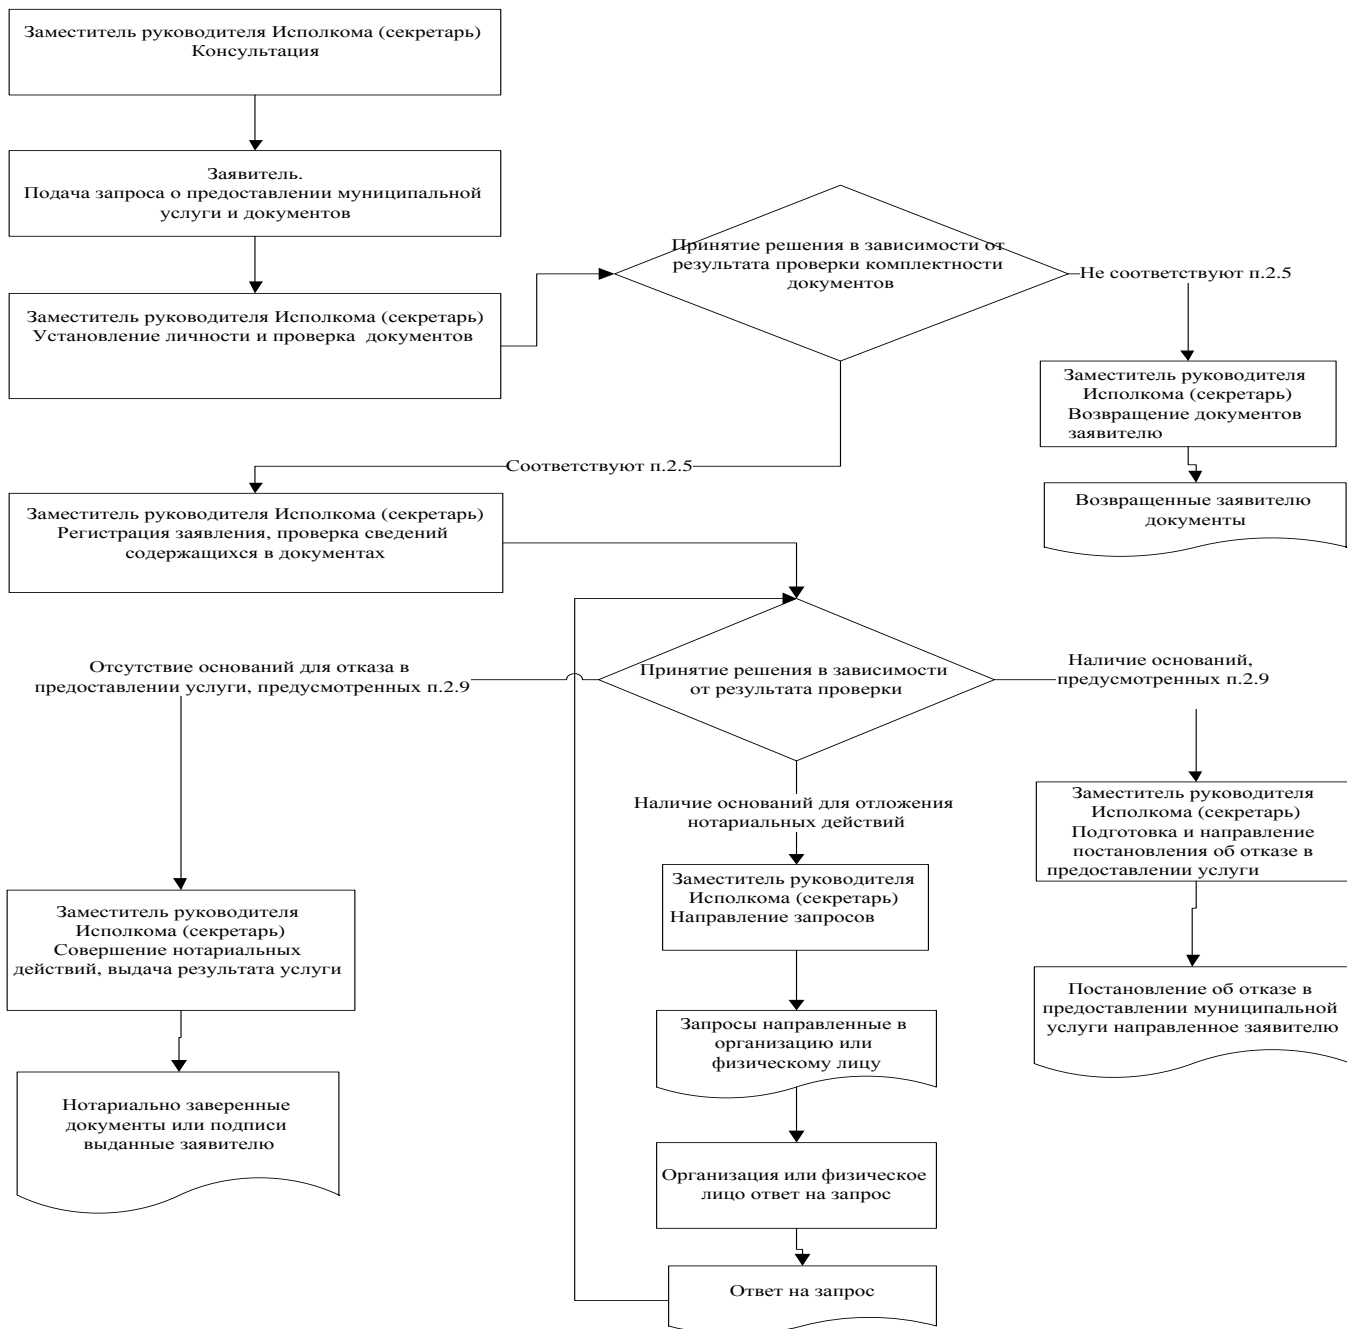 Заместитель руководителя Исполкома (секретарь)
Консультация
Заявитель.
Подача запроса о предоставлении муниципальной
услуги и документов
Заместитель руководителя Исполкома (секретарь)
Установление личности и проверка документов
Принятие решения в зависимости от
результата проверки комплектности
документов
Не соответствуют п.2.5
Заместитель руководителя
Исполкома (секретарь)
Возвращение документов
заявителю
Возвращенные заявителю
документы
Соответствуют п.2.5
Заместитель руководителя Исполкома (секретарь)
Регистрация заявления, проверка сведений
содержащихся в документах
Принятие решения в зависимости
от результата проверки
Отсутствие оснований для отказа в
предоставлении услуги, предусмотренных п.2.9
Наличие оснований,
предусмотренных п.2.9
Наличие оснований для отложения
нотариальных действий
Заместитель руководителя
Исполкома (секретарь)
Совершение нотариальных
действий, выдача результата услуги
Нотариально заверенные
документы или подписи
выданные заявителю
Заместитель руководителя
Исполкома (секретарь)
Направление запросов
Запросы направленные в
организацию или
физическому лицу
Организация или физическое
лицо ответ на запрос
Ответ на запрос
Заместитель руководителя
Исполкома (секретарь)
Подготовка и направление
постановления об отказе в
предоставлении услуги
Постановление об отказе в
предоставлении муниципальной
услуги направленное заявителю